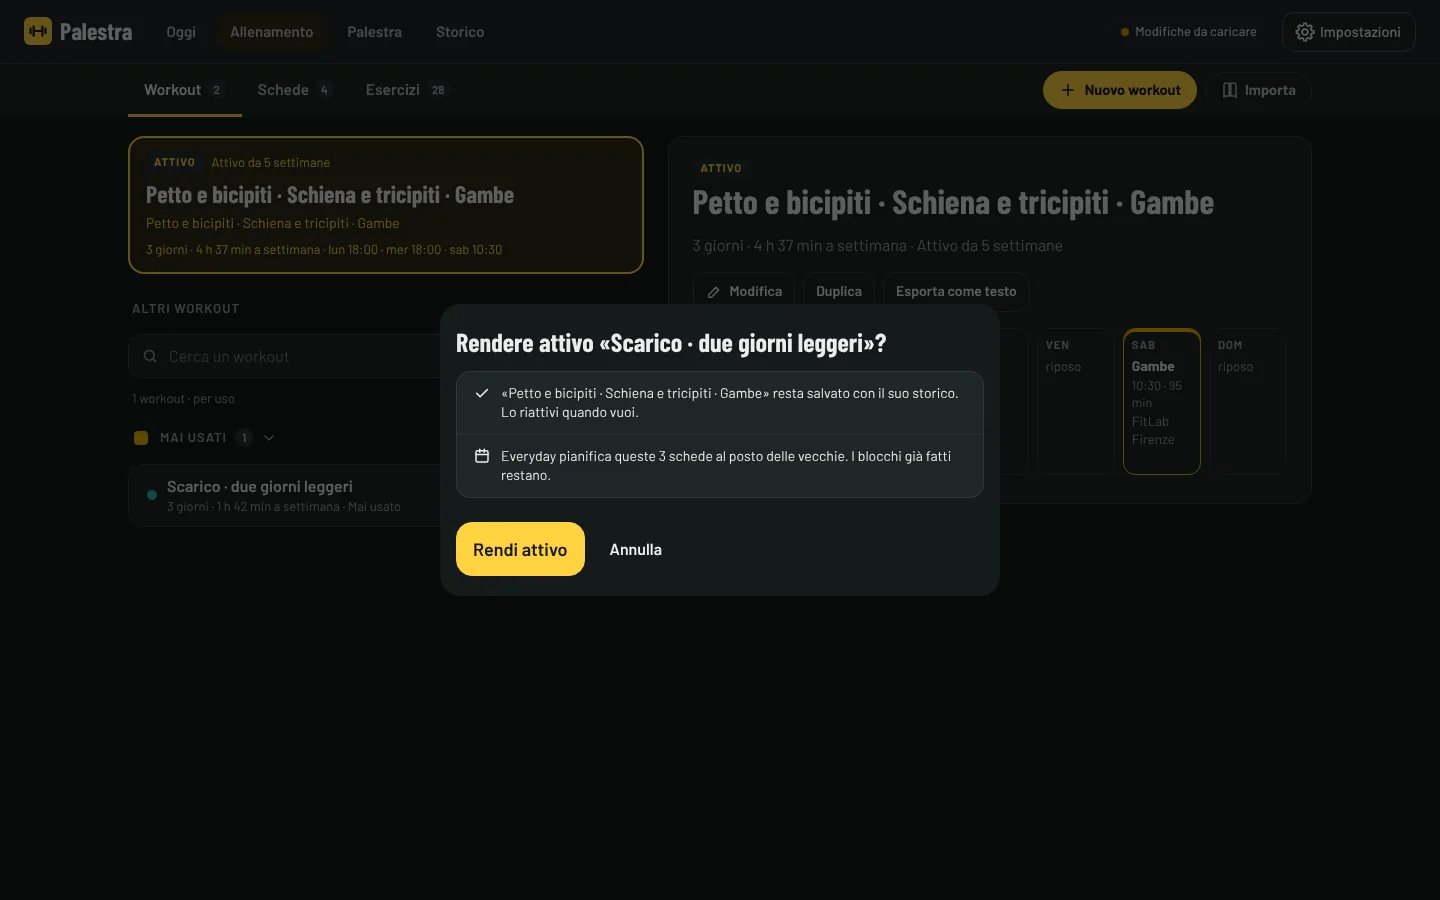 Palestra
Oggi
Allenamento
Palestra
Storico
Modifiche da caricare
Impostazioni
Workout 2
Schede 4
Esercizi 28
Nuovo workout
Importa
ATTIVO Attivo da 5 settimane
Petto e bicipiti · Schiena e tricipiti · Gambe
Petto e bicipiti · Schiena e tricipiti · Gambe
3 giorni · 4 h 37 min a settimana · lun 18:00 · mer 18:00 · sab 10:30
ALTRI WORKOUT
Cerca un workout
1 workout · per uso
MAI USATI 1
Scarico · due giorni leggeri
3 giorni · 1 h 42 min a settimana · Mai usato
ATTIVO
Petto e bicipiti · Schiena e tricipiti · Gambe
3 giorni · 4 h 37 min a settimana · Attivo da 5 settimane
Modifica
Duplica
Esporta come testo
VEN
riposo
SAB
Gambe
10:30 · 95
min
FitLab
Firenze
DOM
riposo
Rendere attivo «Scarico · due giorni leggeri»?
«Petto e bicipiti · Schiena e tricipiti · Gambe» resta salvato con il suo storico.
Lo riattivi quando vuoi.
Everyday pianifica queste 3 schede al posto delle vecchie. I blocchi già fatti
restano.
Rendi attivo
Annulla